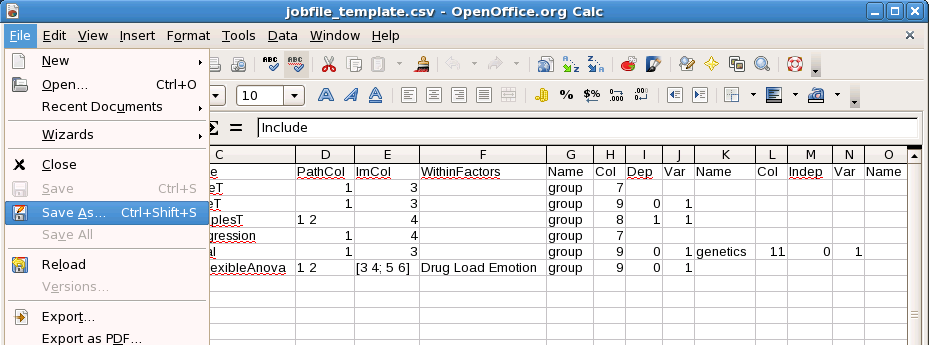 jobfile_template.csv - OpenOffice.org Calc
File Edit View Insert Format Tools Data Window Help
New
Open... Ctrl+O
Recent Documents
Wizards
Close
Save Ctrl+S
Save As... Ctrl+Shift+S
Save All
Reload
Versions...
Export...
Export as PDF...
ABC ABC
10 A A A A % $% .000 .000
Σ = Include
C D E F G H I J K L M N O
e PathCol ImCol WithinFactors Name Col Dep Var Name Col Indep Var Name
eT 1 3 group 7
eT 1 3 group 9 0 1
plesT 1 2 4 group 8 1 1
gression 1 4 group 7
al 1 3 group 9 0 1 genetics 11 0 1
exibleAnova 1 2 [3 4; 5 6] Drug Load Emotion group 9 0 1